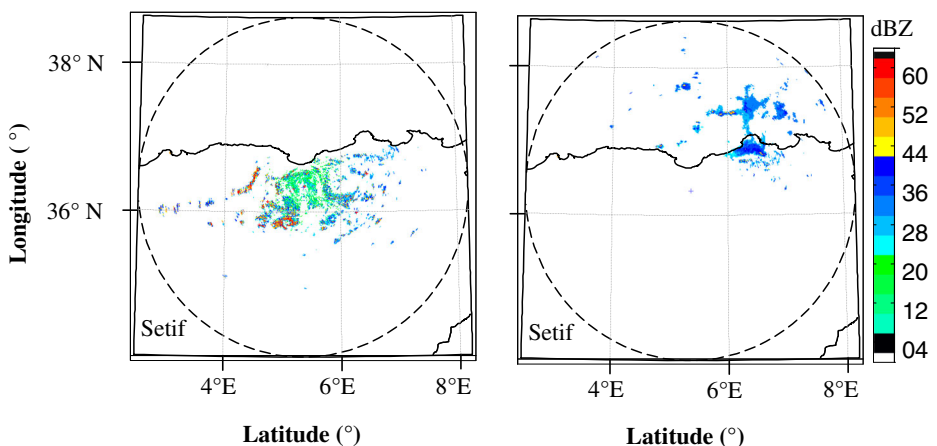 dBZ
38° N
36° N
Longitude ( °)
Setif
4°E
6°E
8°E
Latitude (°)
Setif
4°E
6°E
8°E
Latitude (°)
60
52
44
36
28
20
12
04